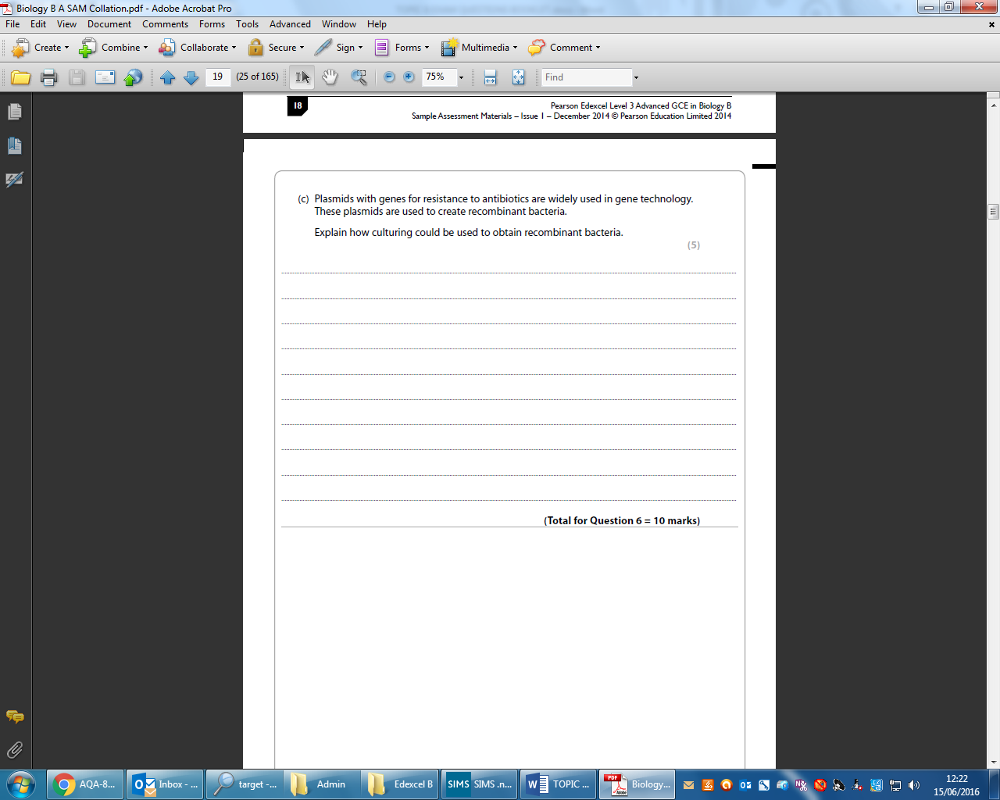 Biology B A SAM Collation.pdf - Adobe Acrobat Pro
File Edit View Document Comments Forms Tools Advanced Window Help
Create Combine Collaborate Secure Sign Forms Multimedia Comment
19 (25 of 165) 75% Find
18
Pearson Edexcel Level 3 Advanced GCE in Biology B
Sample Assessment Materials – Issue 1 – December 2014 © Pearson Education Limited 2014
(c) Plasmids with genes for resistance to antibiotics are widely used in gene technology.
These plasmids are used to create recombinant bacteria.
Explain how culturing could be used to obtain recombinant bacteria.
(5)
(Total for Question 6 = 10 marks)
AQA-8... Inbox - ... target -... Admin Edexcel B SIMS SIMS .n... TOPIC ... PDF Adobe Biology...
12:22
15/06/2016